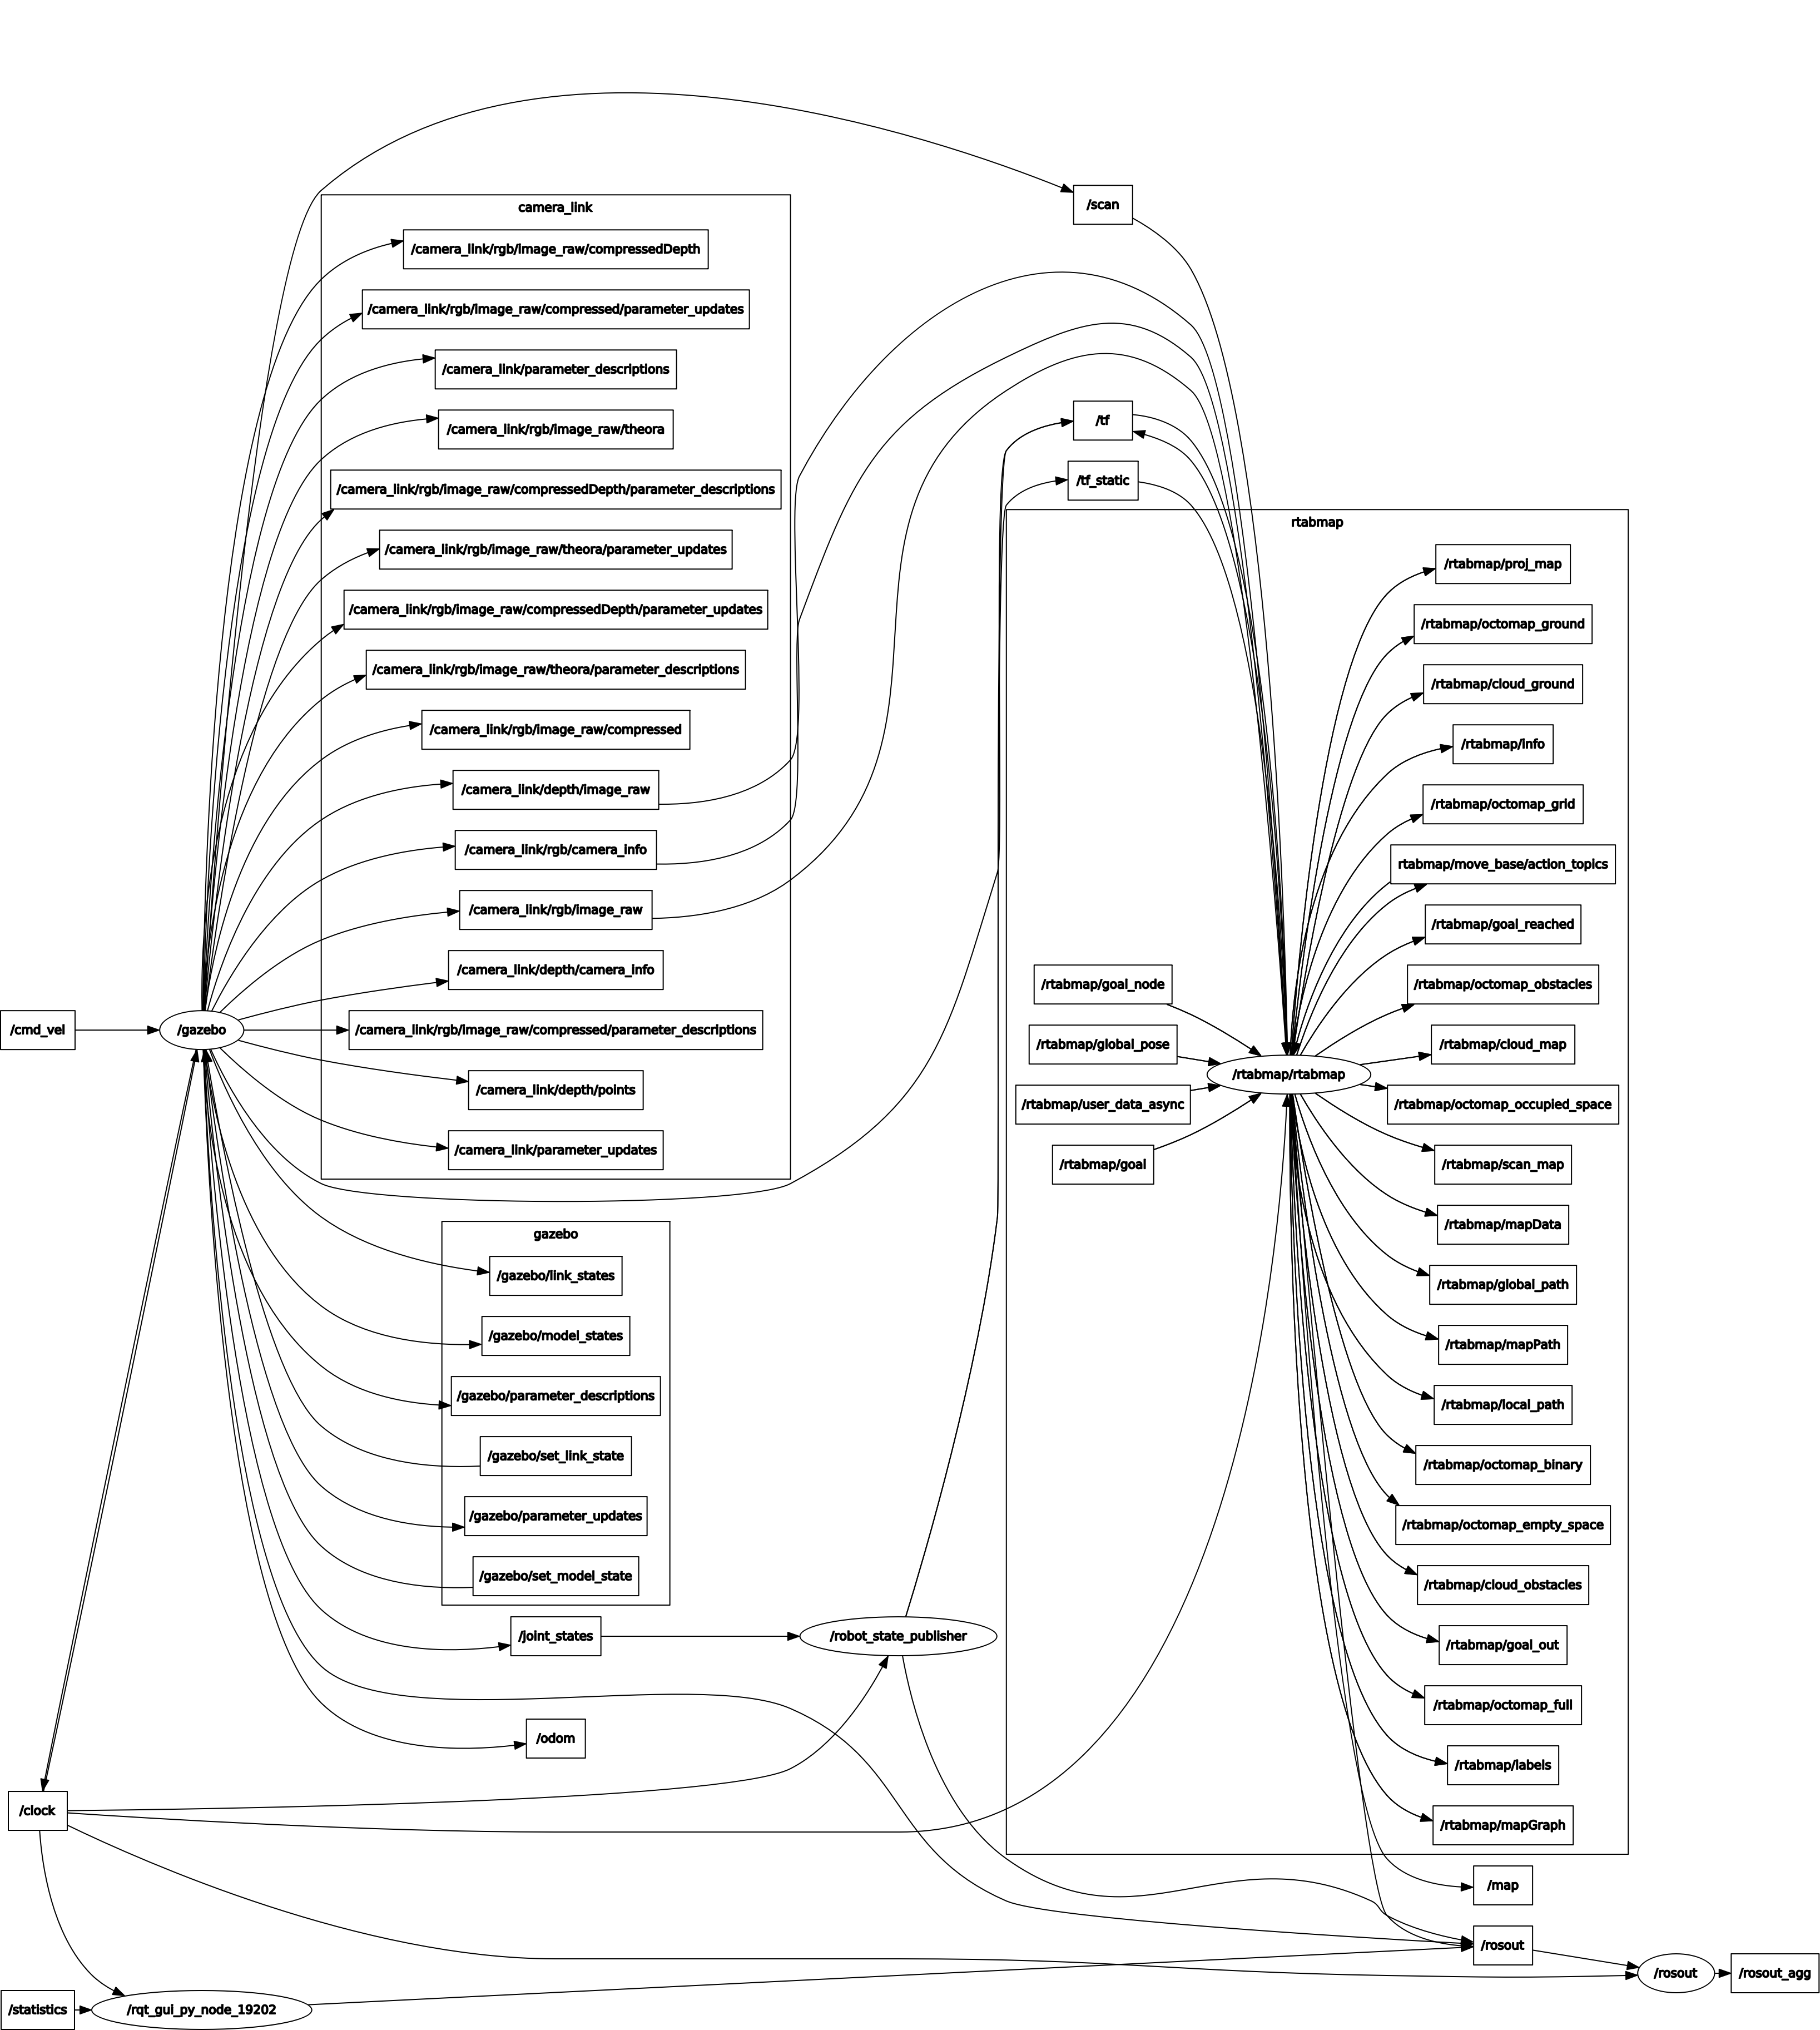 /scan
camera_link
/camera_link/rgb/image_raw/compressedDepth
/camera_link/rgb/image_raw/compressed/parameter_updates
/camera_link/parameter_descriptions
/camera_link/rgb/image_raw/theora
/camera_link/rgb/image_raw/compressedDepth/parameter_descriptions
/camera_link/rgb/image_raw/theora/parameter_updates
/camera_link/rgb/image_raw/compressedDepth/parameter_updates
/camera_link/rgb/image_raw/theora/parameter_descriptions
/camera_link/rgb/image_raw/compressed
/camera_link/depth/image_raw
/camera_link/rgb/camera_info
/camera_link/rgb/image_raw
/camera_link/depth/camera_info
/camera_link/rgb/image_raw/compressed/parameter_descriptions
/camera_link/depth/points
/camera_link/parameter_updates
/cmd_vel
/gazebo
gazebo
/gazebo/link_states
/gazebo/model_states
/gazebo/parameter_descriptions
/gazebo/set_link_state
/gazebo/parameter_updates
/gazebo/set_model_state
/joint_states
/robot_state_publisher
/odom
/clock
/statistics
/rqt_gui_py_node_19202
/tf
/tf_static
rtabmap
/rtabmap/goal_node
/rtabmap/global_pose
/rtabmap/user_data_async
/rtabmap/goal
/rtabmap/rtabmap
/rtabmap/proj_map
/rtabmap/octomap_ground
/rtabmap/cloud_ground
/rtabmap/info
/rtabmap/octomap_grid
rtabmap/move_base/action_topics
/rtabmap/goal_reached
/rtabmap/octomap_obstacles
/rtabmap/cloud_map
/rtabmap/octomap_occupied_space
/rtabmap/scan_map
/rtabmap/mapData
/rtabmap/global_path
/rtabmap/mapPath
/rtabmap/local_path
/rtabmap/octomap_binary
/rtabmap/octomap_empty_space
/rtabmap/cloud_obstacles
/rtabmap/goal_out
/rtabmap/octomap_full
/rtabmap/labels
/rtabmap/mapGraph
/map
/rosout
/rosout
/rosout_agg